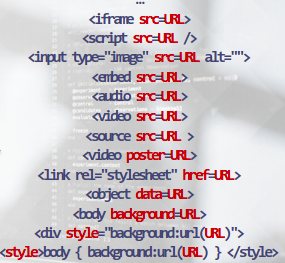 ...
<iframe src=URL>
<script src=URL />
<input type="image" src=URL alt="">
<embed src=URL>
<audio src=URL>
<video src=URL>
<source src=URL >
<video poster=URL>
<link rel="stylesheet" href=URL>
<object data=URL>
<body background=URL>
<div style="background:url(URL)">
<style>body { background:url(URL) } </style>